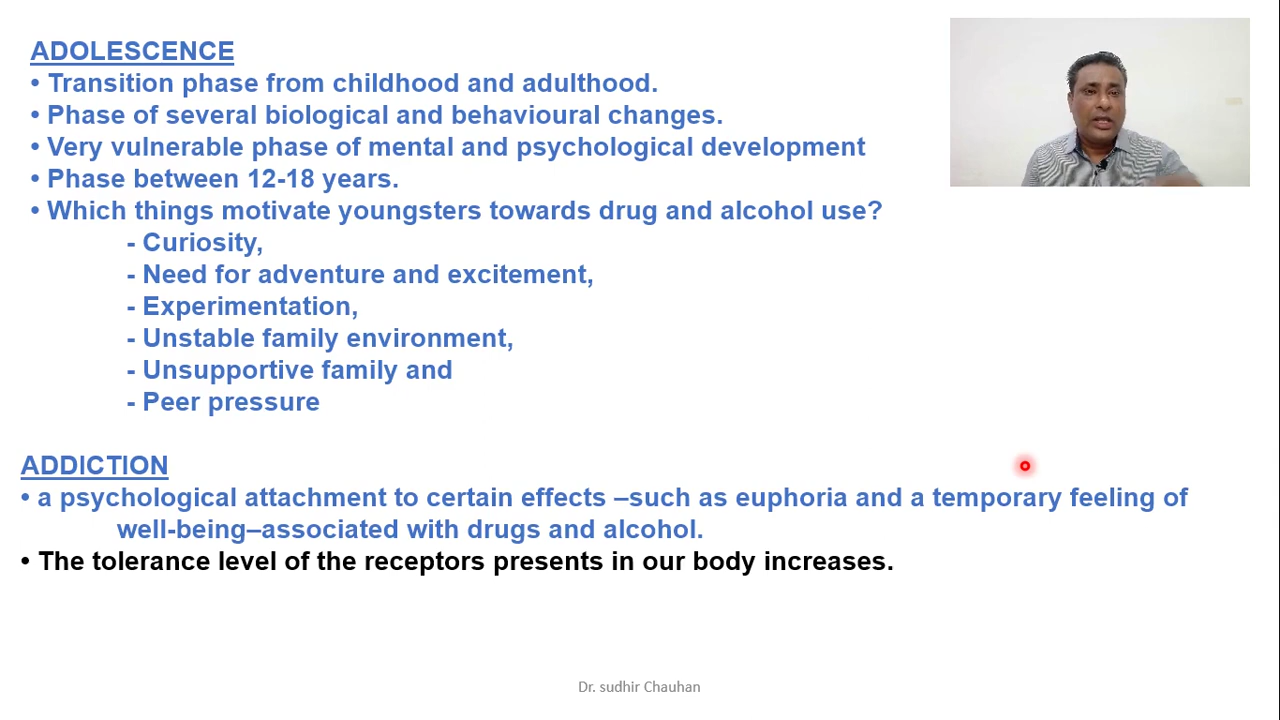 ADOLESCENCE
• Transition phase from childhood and adulthood.
• Phase of several biological and behavioural changes.
• Very vulnerable phase of mental and psychological development
• Phase between 12-18 years.
• Which things motivate youngsters towards drug and alcohol use?
- Curiosity,
- Need for adventure and excitement,
- Experimentation,
- Unstable family environment,
- Unsupportive family and
- Peer pressure
ADDICTION
• a psychological attachment to certain effects –such as euphoria and a temporary feeling of
well-being–associated with drugs and alcohol.
• The tolerance level of the receptors presents in our body increases.
Dr. sudhir Chauhan